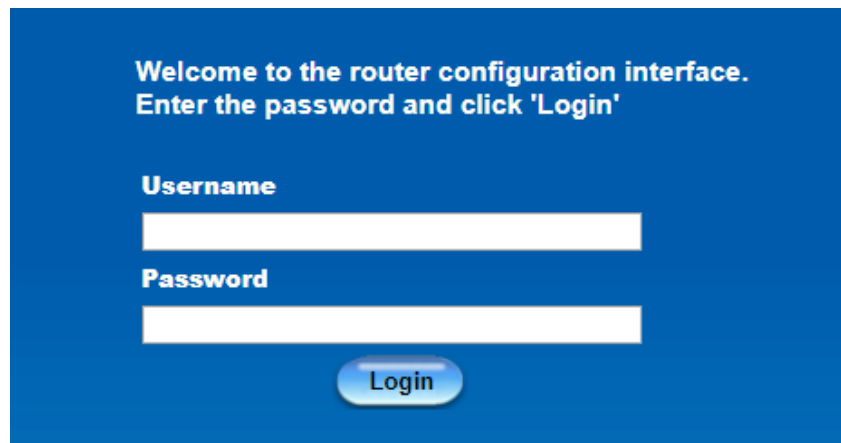 Welcome to the router configuration interface.
Enter the password and click 'Login'
Username
Password
Login